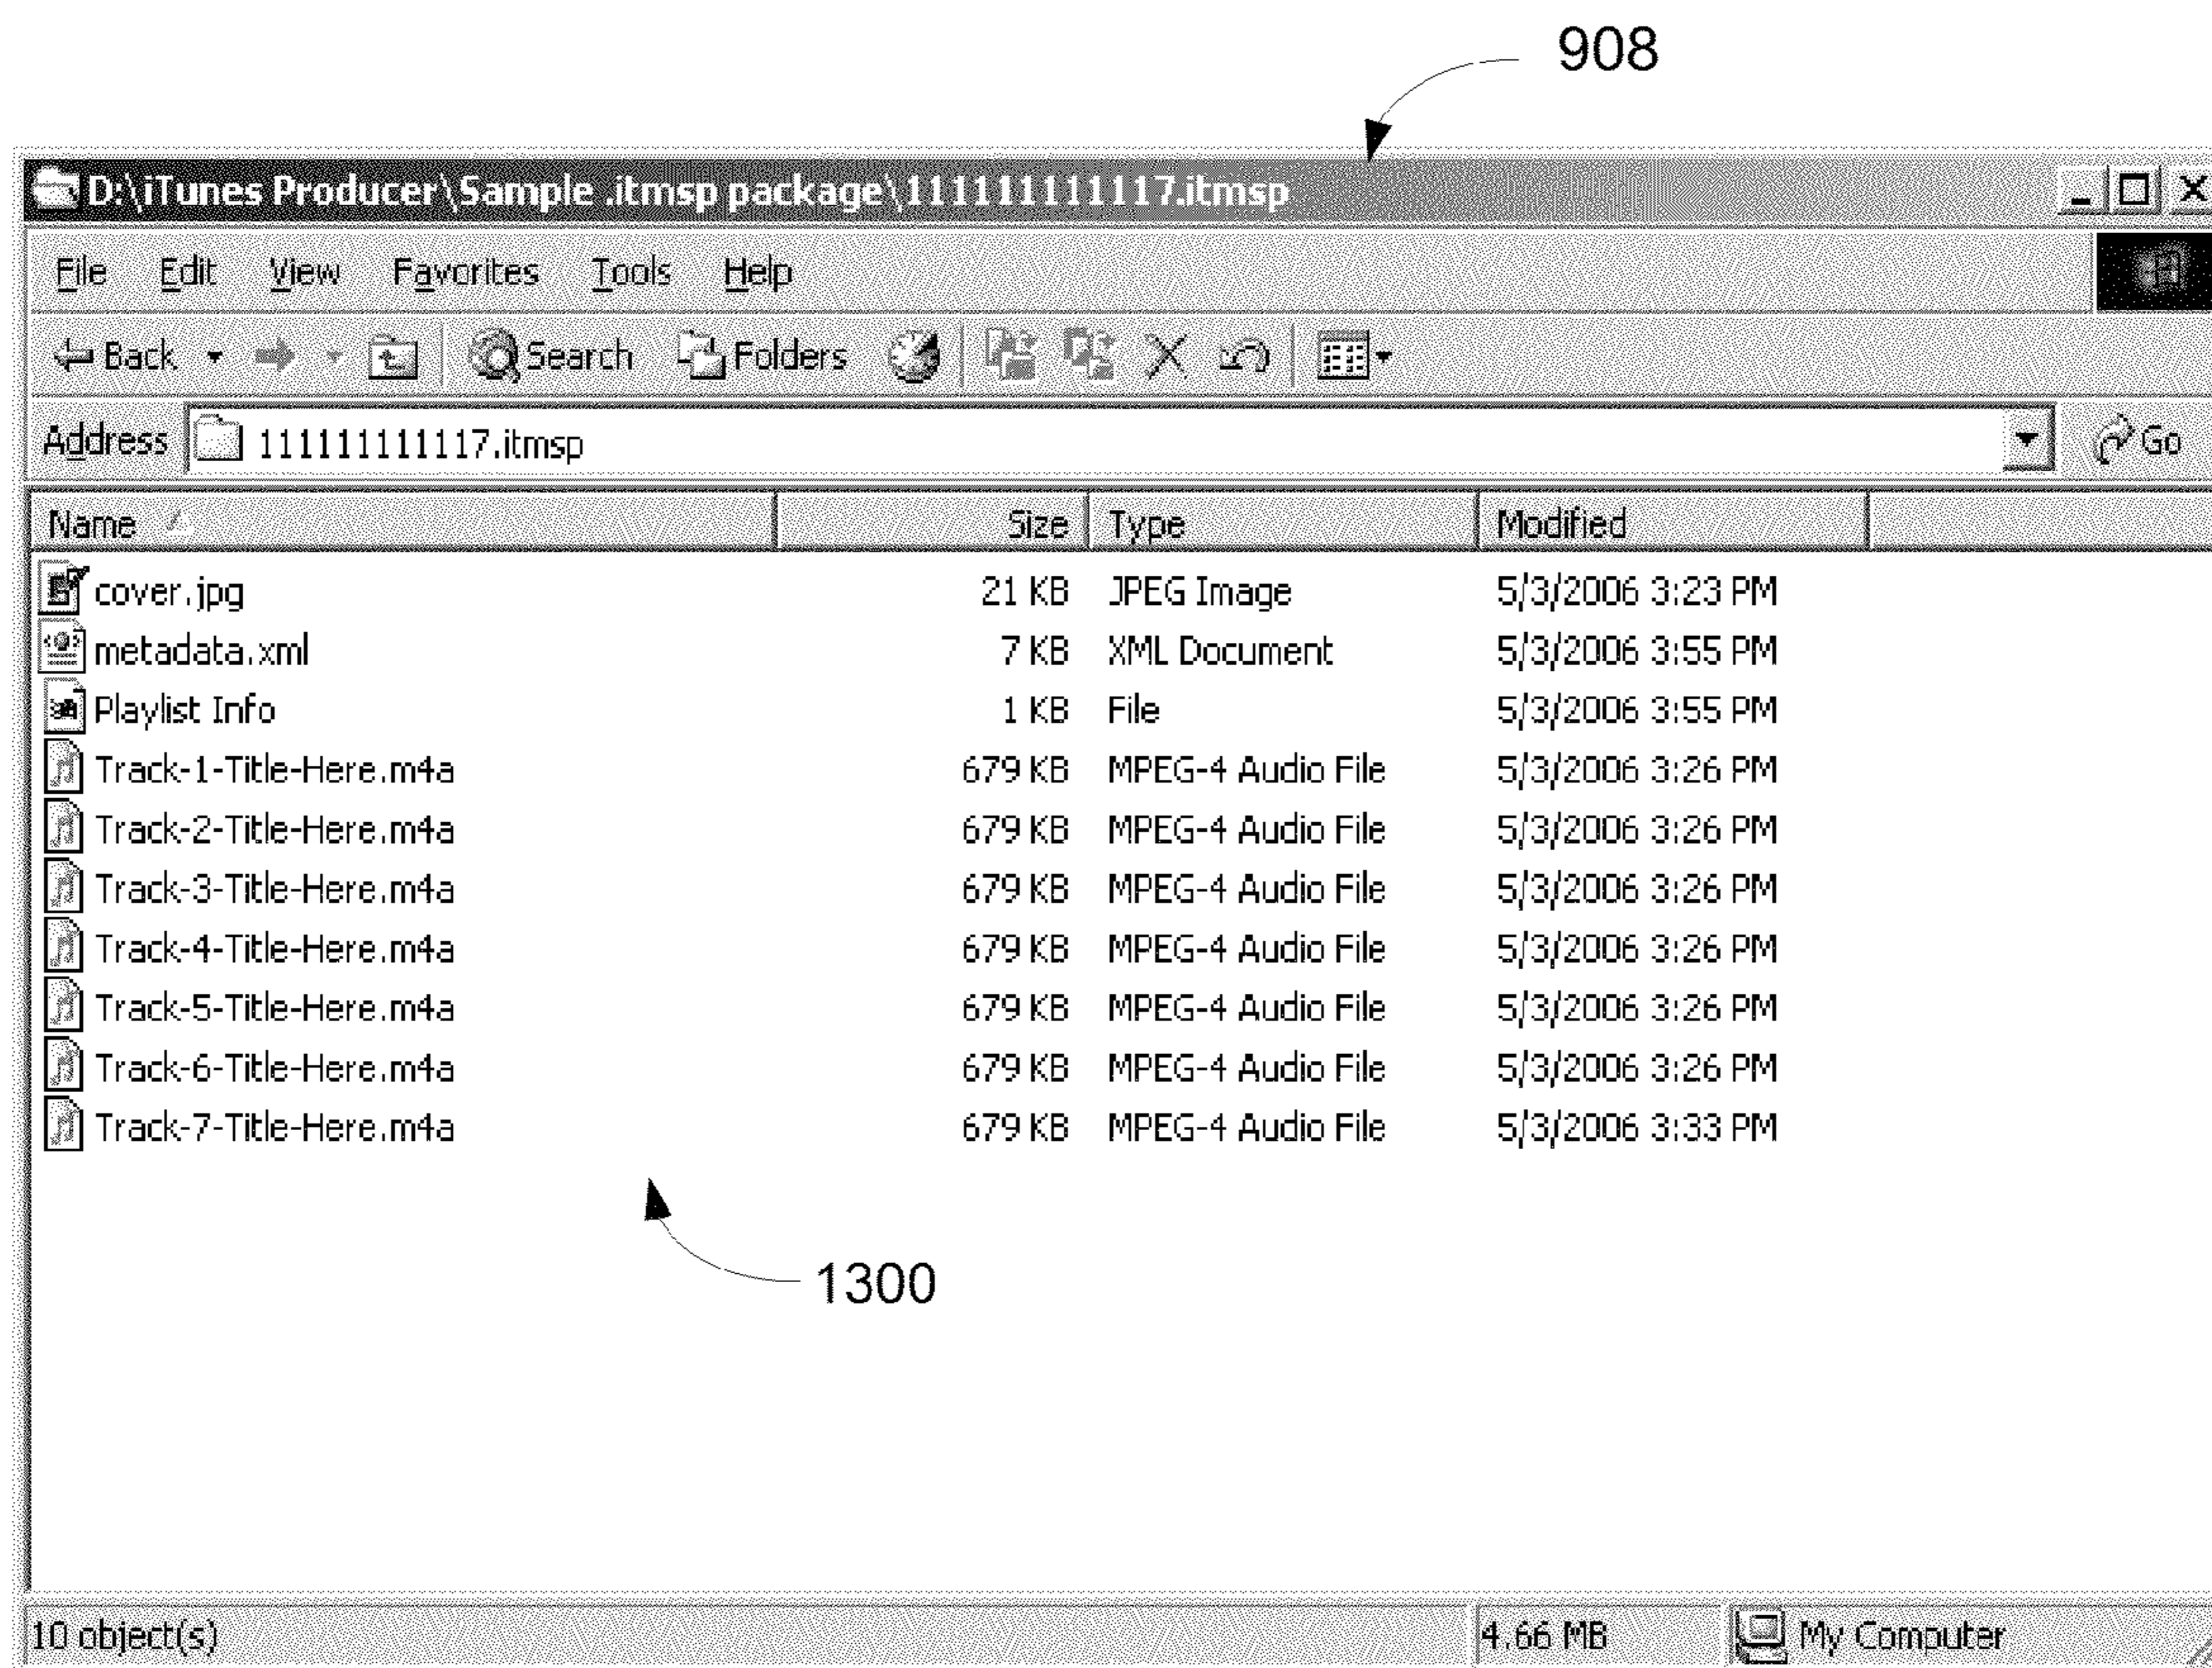 908
D:\iTunes Producer\Sample .itmsp package\111111111117.itmsp
File Edit View Favorites Tools Help
Back Search Folders
Address 111111111117.itmsp Go
Name Size Type Modified
cover.jpg 21 KB JPEG Image 5/3/2006 3:23 PM
metadata.xml 7 KB XML Document 5/3/2006 3:55 PM
Playlist Info 1 KB File 5/3/2006 3:55 PM
Track-1-Title-Here.m4a 679 KB MPEG-4 Audio File 5/3/2006 3:26 PM
Track-2-Title-Here.m4a 679 KB MPEG-4 Audio File 5/3/2006 3:26 PM
Track-3-Title-Here.m4a 679 KB MPEG-4 Audio File 5/3/2006 3:26 PM
Track-4-Title-Here.m4a 679 KB MPEG-4 Audio File 5/3/2006 3:26 PM
Track-5-Title-Here.m4a 679 KB MPEG-4 Audio File 5/3/2006 3:26 PM
Track-6-Title-Here.m4a 679 KB MPEG-4 Audio File 5/3/2006 3:26 PM
Track-7-Title-Here.m4a 679 KB MPEG-4 Audio File 5/3/2006 3:33 PM
1300
10 object(s) 4.66 MB My Computer